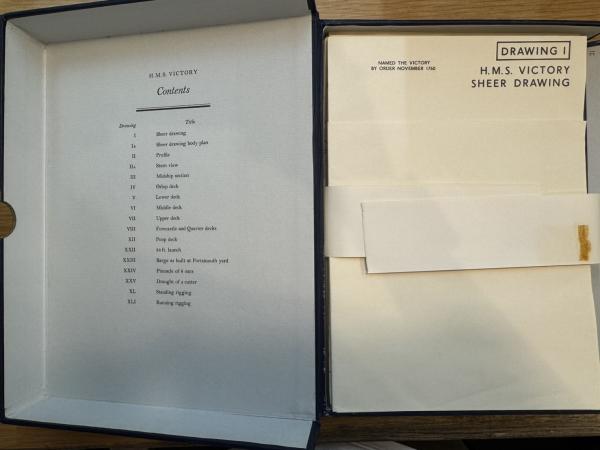 H.M.S. VICTORY
Contents
Drawing Title
I Sheer drawing
Ia Sheer drawing body plan
II Profile
IIa Stern view
III Midship section
IV Orlop deck
V Lower deck
VI Middle deck
VII Upper deck
VIII Forecastle and Quarter decks
XII Poop deck
XXII 34 ft. launch
XXIII Barge as built at Portsmouth yard
XXIV Pinnade of 8 oars
XXV Draught of a cutter
XL Standing rigging
XLI Running rigging
DRAWING I
NAMED THE VICTORY
BY ORDER NOVEMBER 1760
H.M.S. VICTORY
SHEER DRAWING